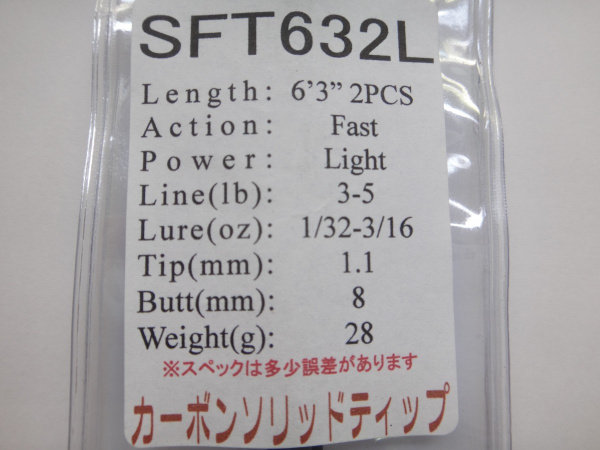 SFT632L
Length: 6’3” 2PCS
Action: Fast
Power: Light
Line(lb): 3-5
Lure(oz): 1/32-3/16
Tip(mm): 1.1
Butt(mm): 8
Weight(g): 28
※スペックは多少誤差があります
カーボンソリッドティップ